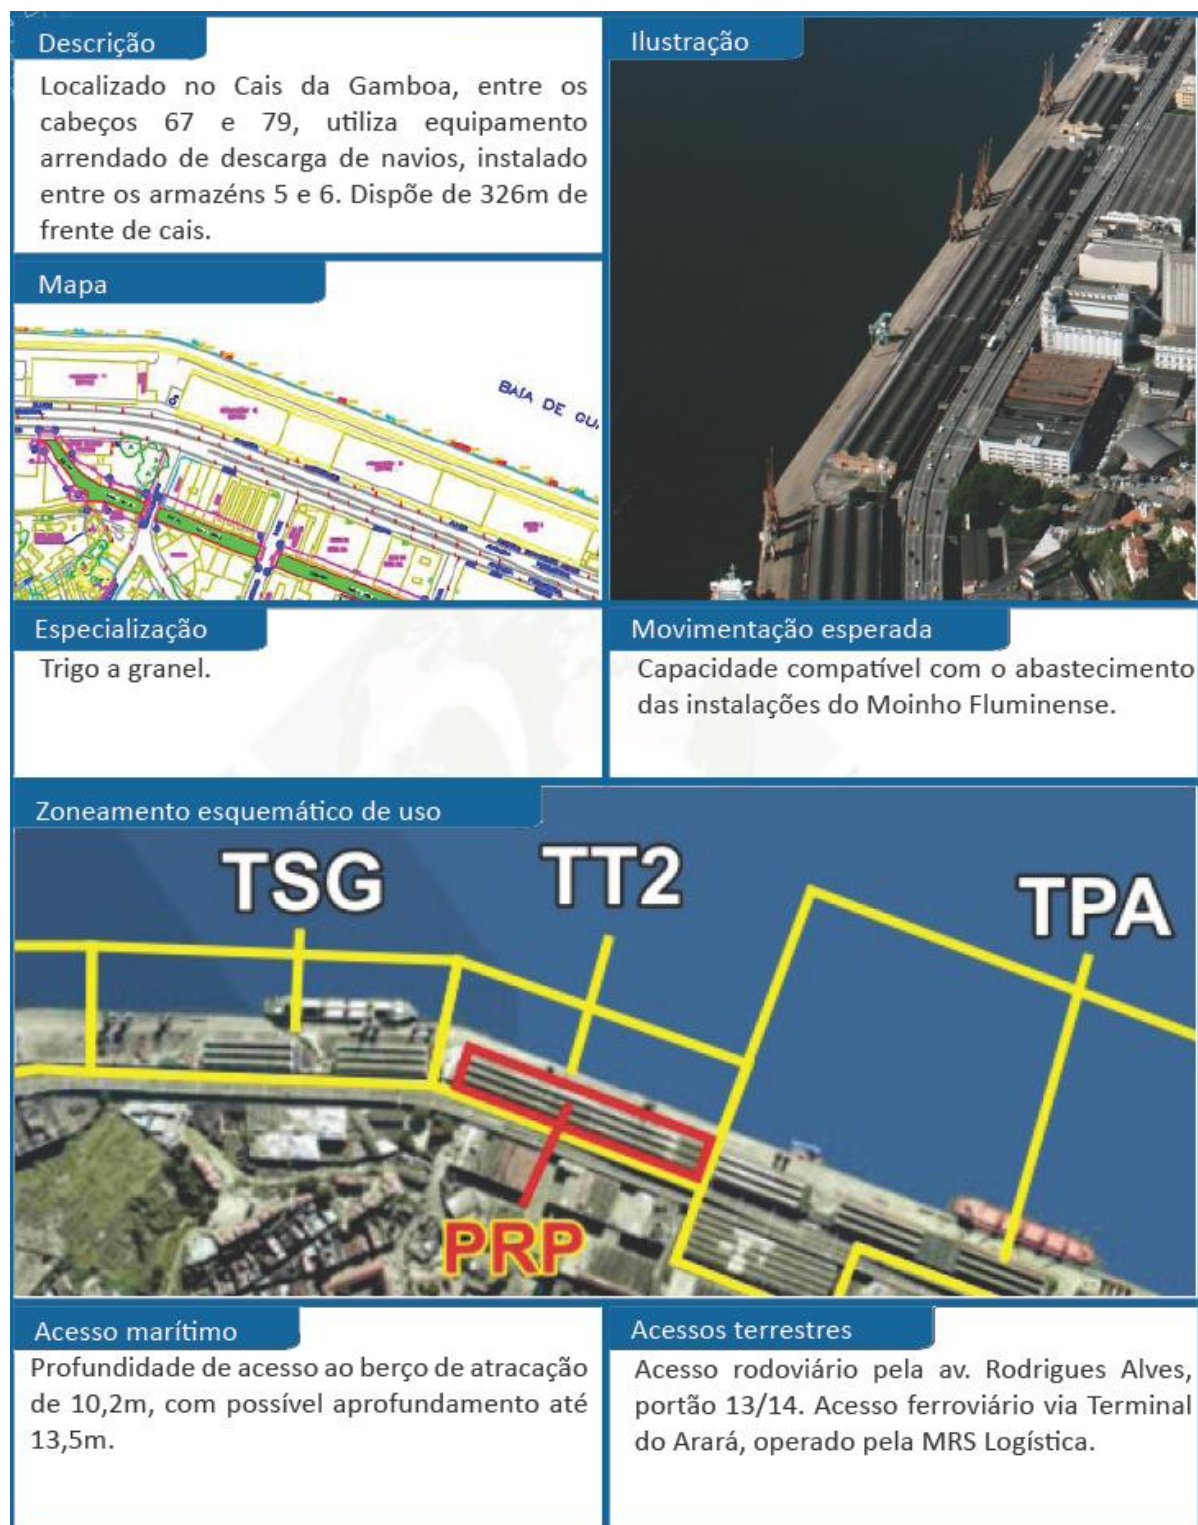 Descrição
Localizado no Cais da Gamboa, entre os
cabeços 67 e 79, utiliza equipamento
arrendado de descarga de navios, instalado
entre os armazéns 5 e 6. Dispõe de 326m de
frente de cais.
Ilustração
Mapa
BAÍA DE GU
Especialização
Trigo a granel.
Movimentação esperada
Capacidade compatível com o abastecimento
das instalações do Moinho Fluminense.
Zoneamento esquemático de uso
TSG
TT2
TPA
PRP
Acesso marítimo
Profundidade de acesso ao berço de atracação
de 10,2m, com possível aprofundamento até
13,5m.
Acessos terrestres
Acesso rodoviário pela av. Rodrigues Alves,
portão 13/14. Acesso ferroviário via Terminal
do Arará, operado pela MRS Logística.